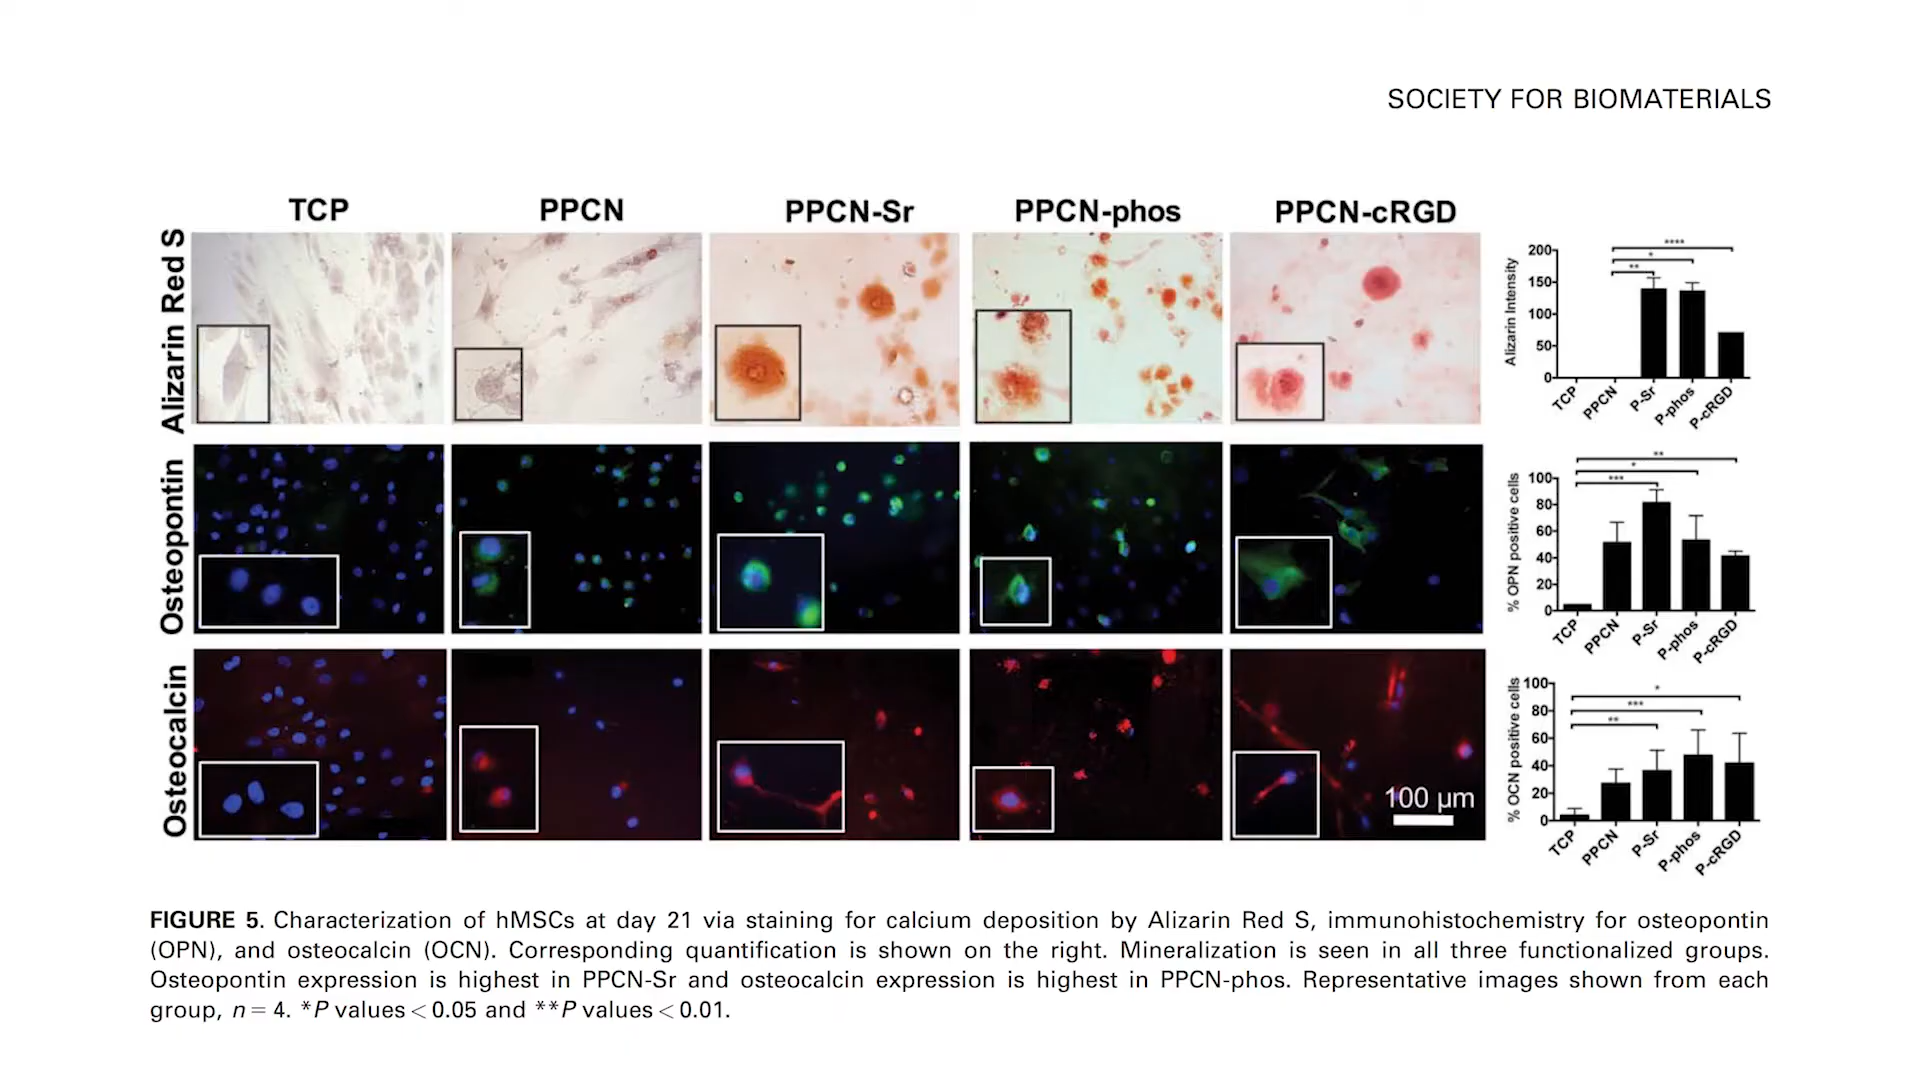 SOCIETY FOR BIOMATERIALS
TCP PPCN PPCN-Sr PPCN-phos PPCN-cRGD
Alizarin Red S
Osteopontin
Osteocalcin
100 µm
Alizarin Intensity
200
150
100
50
0
TCP PPCN P-Sr P-phos P-cRGD
****
*
**
% OPN positive cells
100
80
60
40
20
0
TCP PPCN P-Sr P-phos P-cRGD
**
*
***
% OCN positive cells
100
80
60
40
20
0
TCP PPCN P-Sr P-phos P-cRGD
*
***
**
FIGURE 5. Characterization of hMSCs at day 21 via staining for calcium deposition by Alizarin Red S, immunohistochemistry for osteopontin
(OPN), and osteocalcin (OCN). Corresponding quantification is shown on the right. Mineralization is seen in all three functionalized groups.
Osteopontin expression is highest in PPCN-Sr and osteocalcin expression is highest in PPCN-phos. Representative images shown from each
group, n = 4. *P values < 0.05 and **P values < 0.01.